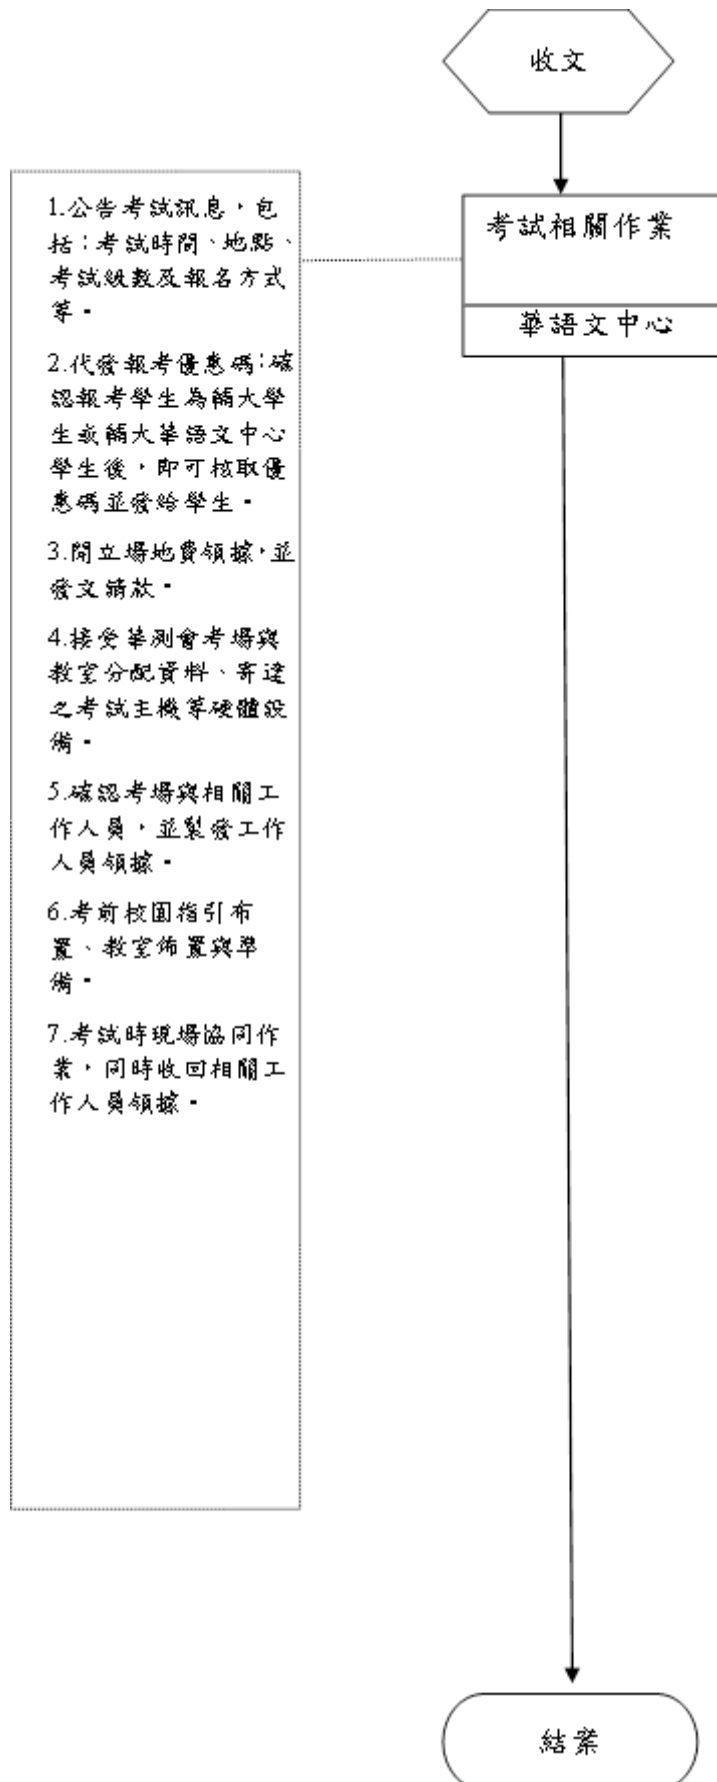 收文
考試相關作業
華語文中心
1.公告考試訊息，包
括：考試時間、地點、
考試級數及報名方式
等。
2.代發報考優惠碼：確
認報考學生為輔大學
生或輔大華語文中心
學生後，即可核取優
惠碼並發給學生。
3.開立場地費領據，並
發文請款。
4.接受華測會考場與
教室分配資料、寄達
之考試主機等硬體設
備。
5.確認考場與相關工
作人員，並製發工作
人員領據。
6.考前校園指引布
置、教室佈置與準
備。
7.考試時現場協同作
業，同時收回相關工
作人員領據。
結案